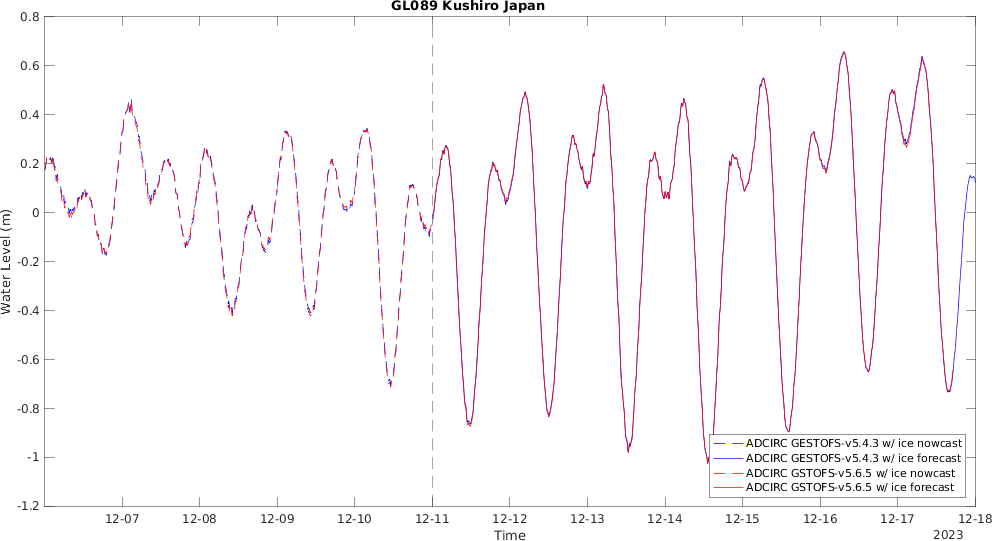 GL089 Kushiro Japan
0.8
0.6
0.4
0.2
0
-0.2
-0.4
-0.6
-0.8
-1
-1.2
Water Level (m)
ADCIRC GESTOFS-v5.4.3 w/ ice nowcast
ADCIRC GESTOFS-v5.4.3 w/ ice forecast
ADCIRC GSTOFS-v5.6.5 w/ ice nowcast
ADCIRC GSTOFS-v5.6.5 w/ ice forecast
12-07 12-08 12-09 12-10 12-11 12-12 12-13 12-14 12-15 12-16 12-17 12-18
Time
2023